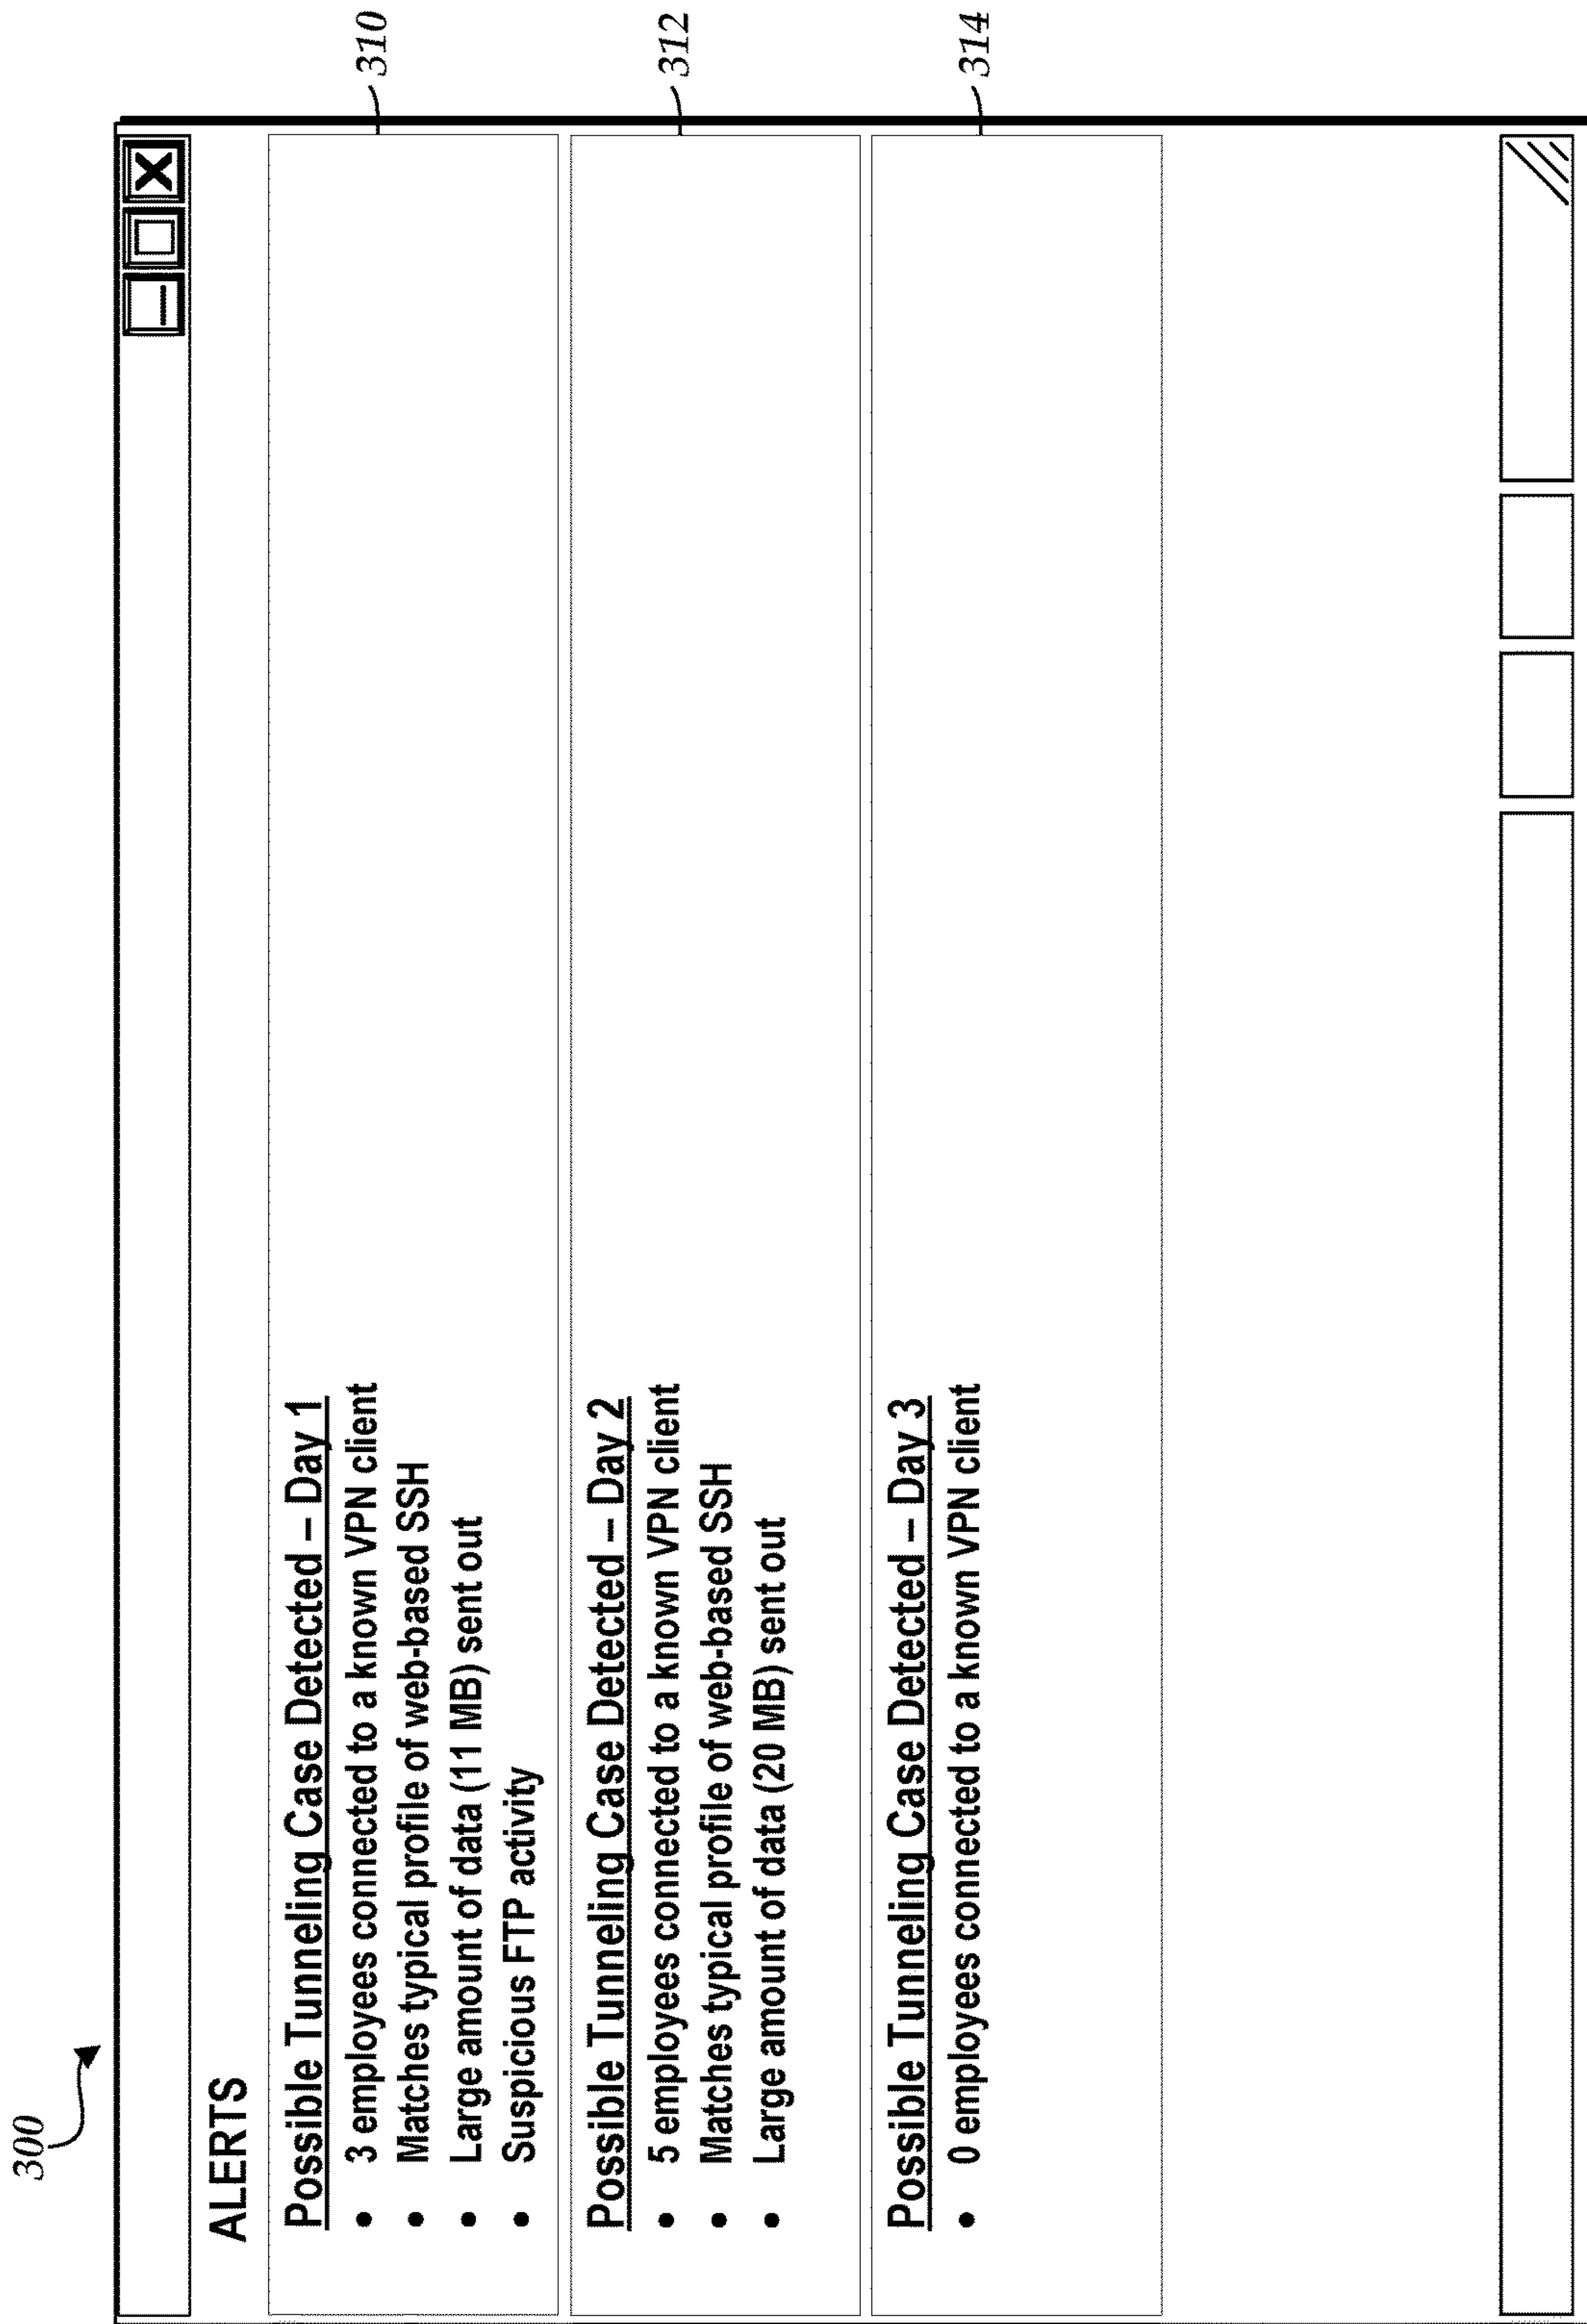 300
ALERTS
Possible Tunneling Case Detected – Day 1
• 3 employees connected to a known VPN client
• Matches typical profile of web-based SSH
• Large amount of data (11 MB) sent out
• Suspicious FTP activity
310
Possible Tunneling Case Detected – Day 2
• 5 employees connected to a known VPN client
• Matches typical profile of web-based SSH
• Large amount of data (20 MB) sent out
312
Possible Tunneling Case Detected – Day 3
• 0 employees connected to a known VPN client
314